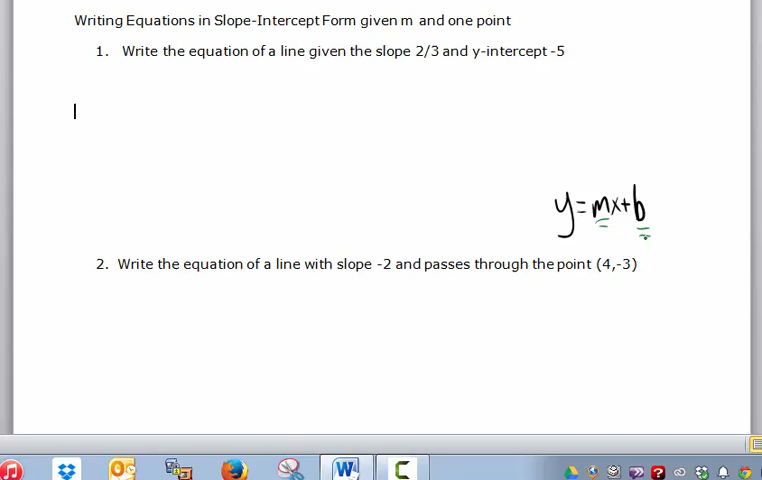 Writing Equations in Slope-Intercept Form given m and one point
1. Write the equation of a line given the slope 2/3 and y-intercept -5
y=mx+b
2. Write the equation of a line with slope -2 and passes through the point (4,-3)